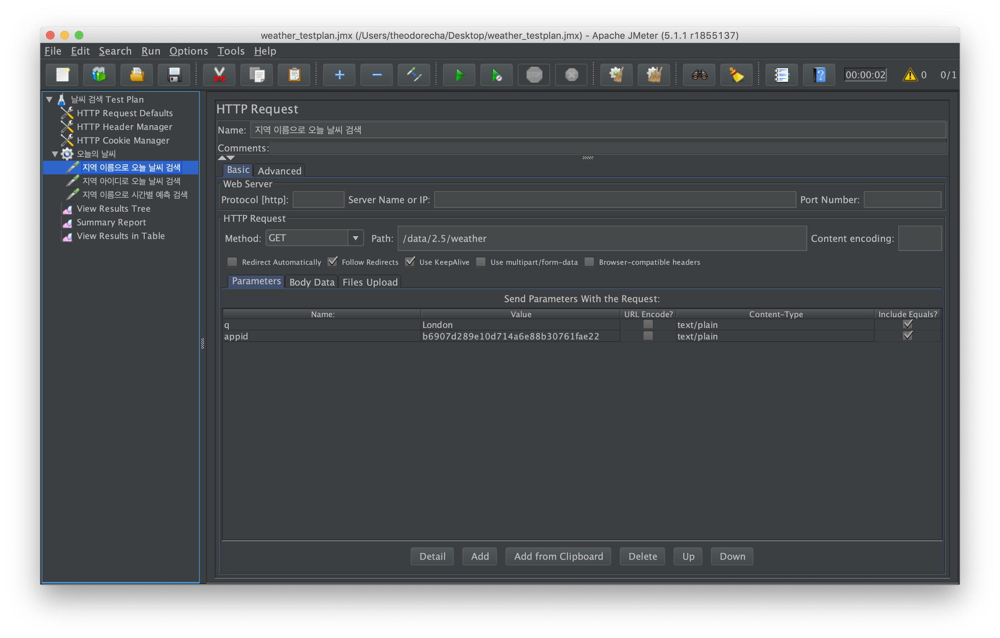 weather_testplan.jmx (/Users/theodorecha/Desktop/weather_testplan.jmx) - Apache JMeter (5.1.1 r1855137)
File Edit Search Run Options Tools Help
STOP 00:00:02 0 0/1
날씨 검색 Test Plan
HTTP Request Defaults
HTTP Header Manager
HTTP Cookie Manager
오늘의 날씨
지역 이름으로 오늘 날씨 검색
지역 아이디로 오늘 날씨 검색
지역 이름으로 시간별 예측 검색
View Results Tree
Summary Report
View Results in Table
HTTP Request
Name: 지역 이름으로 오늘 날씨 검색
Comments:
Basic Advanced
Web Server
Protocol [http]: Server Name or IP: Port Number:
HTTP Request
Method: GET Path: /data/2.5/weather Content encoding:
Redirect Automatically Follow Redirects Use KeepAlive Use multipart/form-data Browser-compatible headers
Parameters Body Data Files Upload
Send Parameters With the Request:
Name: Value URL Encode? Content-Type Include Equals?
q London text/plain
appid b6907d289e10d714a6e88b30761fae22 text/plain
Detail Add Add from Clipboard Delete Up Down